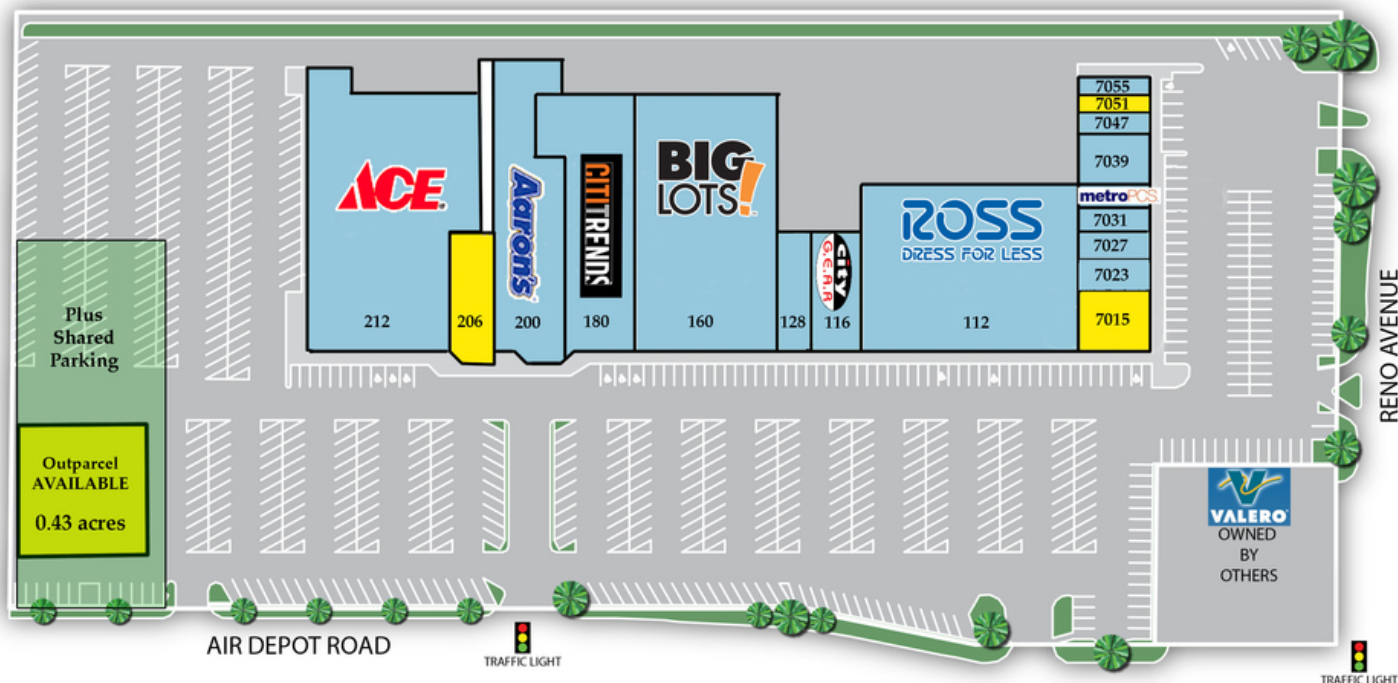 7055
7051
7047
7039
metroPCS.
7031
7027
7023
7015
ACE
Aaron's
CITITRENDS
BIG
LOTS!
city
G.E.A.R
ROSS
DRESS FOR LESS
212
206
200
180
160
128
116
112
Plus
Shared
Parking
Outparcel
AVAILABLE
0.43 acres
RENO AVENUE
V
VALERO
OWNED
BY
OTHERS
AIR DEPOT ROAD
TRAFFIC LIGHT
TRAFFIC LIGHT